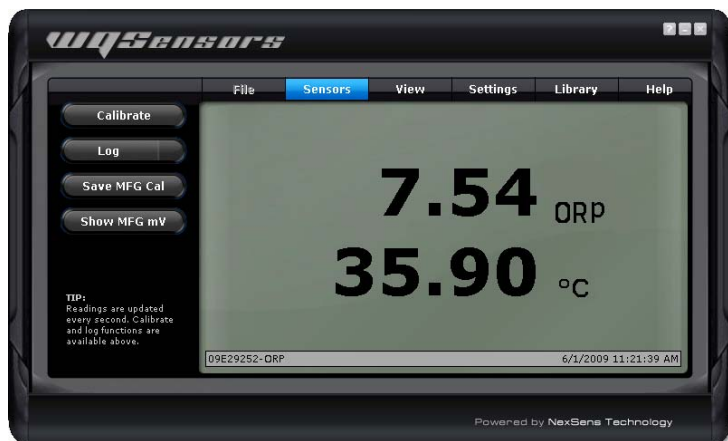 WQSensors
? - ×
File Sensors View Settings Library Help
Calibrate
Log
Save MFG Cal
Show MFG mV
7.54 ORP
35.90 °C
TIP:
Readings are updated
every second. Calibrate
and log functions are
available above.
09E29252-ORP 6/1/2009 11:21:39 AM
Powered by NexSens Technology